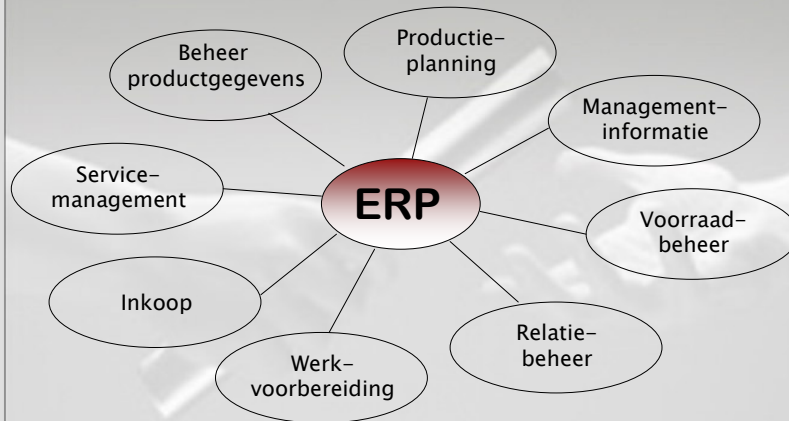 Productie-
planning
Beheer
productgegevens
Management-
informatie
Service-
management
ERP
Voorraad-
beheer
Inkoop
Relatie-
beheer
Werk-
voorbereiding